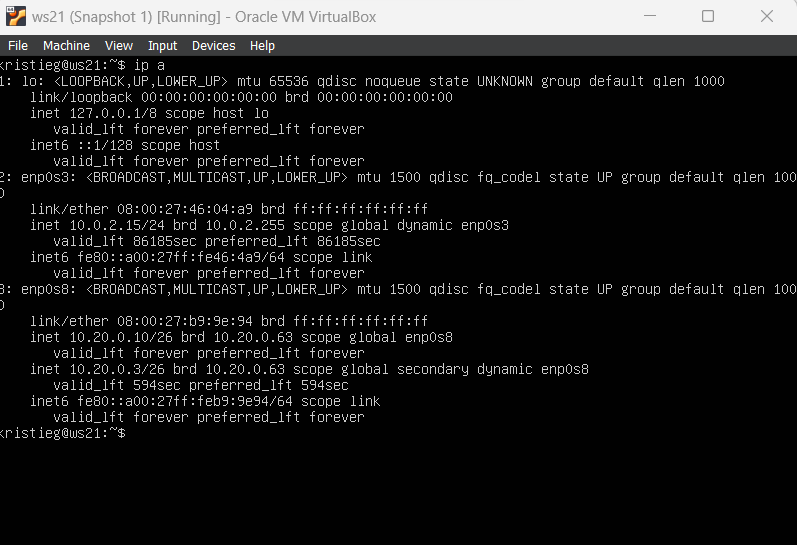 ws21 (Snapshot 1) [Running] - Oracle VM VirtualBox
File Machine View Input Devices Help
kristieg@ws21:~$ ip a
1: lo: <LOOPBACK,UP,LOWER_UP> mtu 65536 qdisc noqueue state UNKNOWN group default qlen 1000
    link/loopback 00:00:00:00:00:00 brd 00:00:00:00:00:00
    inet 127.0.0.1/8 scope host lo
       valid_lft forever preferred_lft forever
    inet6 ::1/128 scope host
       valid_lft forever preferred_lft forever
2: enp0s3: <BROADCAST,MULTICAST,UP,LOWER_UP> mtu 1500 qdisc fq_codel state UP group default qlen 100
0
    link/ether 08:00:27:46:04:a9 brd ff:ff:ff:ff:ff:ff
    inet 10.0.2.15/24 brd 10.0.2.255 scope global dynamic enp0s3
       valid_lft 86185sec preferred_lft 86185sec
    inet6 fe80::a00:27ff:fe46:4a9/64 scope link
       valid_lft forever preferred_lft forever
3: enp0s8: <BROADCAST,MULTICAST,UP,LOWER_UP> mtu 1500 qdisc fq_codel state UP group default qlen 100
0
    link/ether 08:00:27:b9:9e:94 brd ff:ff:ff:ff:ff:ff
    inet 10.20.0.10/26 brd 10.20.0.63 scope global enp0s8
       valid_lft forever preferred_lft forever
    inet 10.20.0.3/26 brd 10.20.0.63 scope global secondary dynamic enp0s8
       valid_lft 594sec preferred_lft 594sec
    inet6 fe80::a00:27ff:feb9:9e94/64 scope link
       valid_lft forever preferred_lft forever
kristieg@ws21:~$